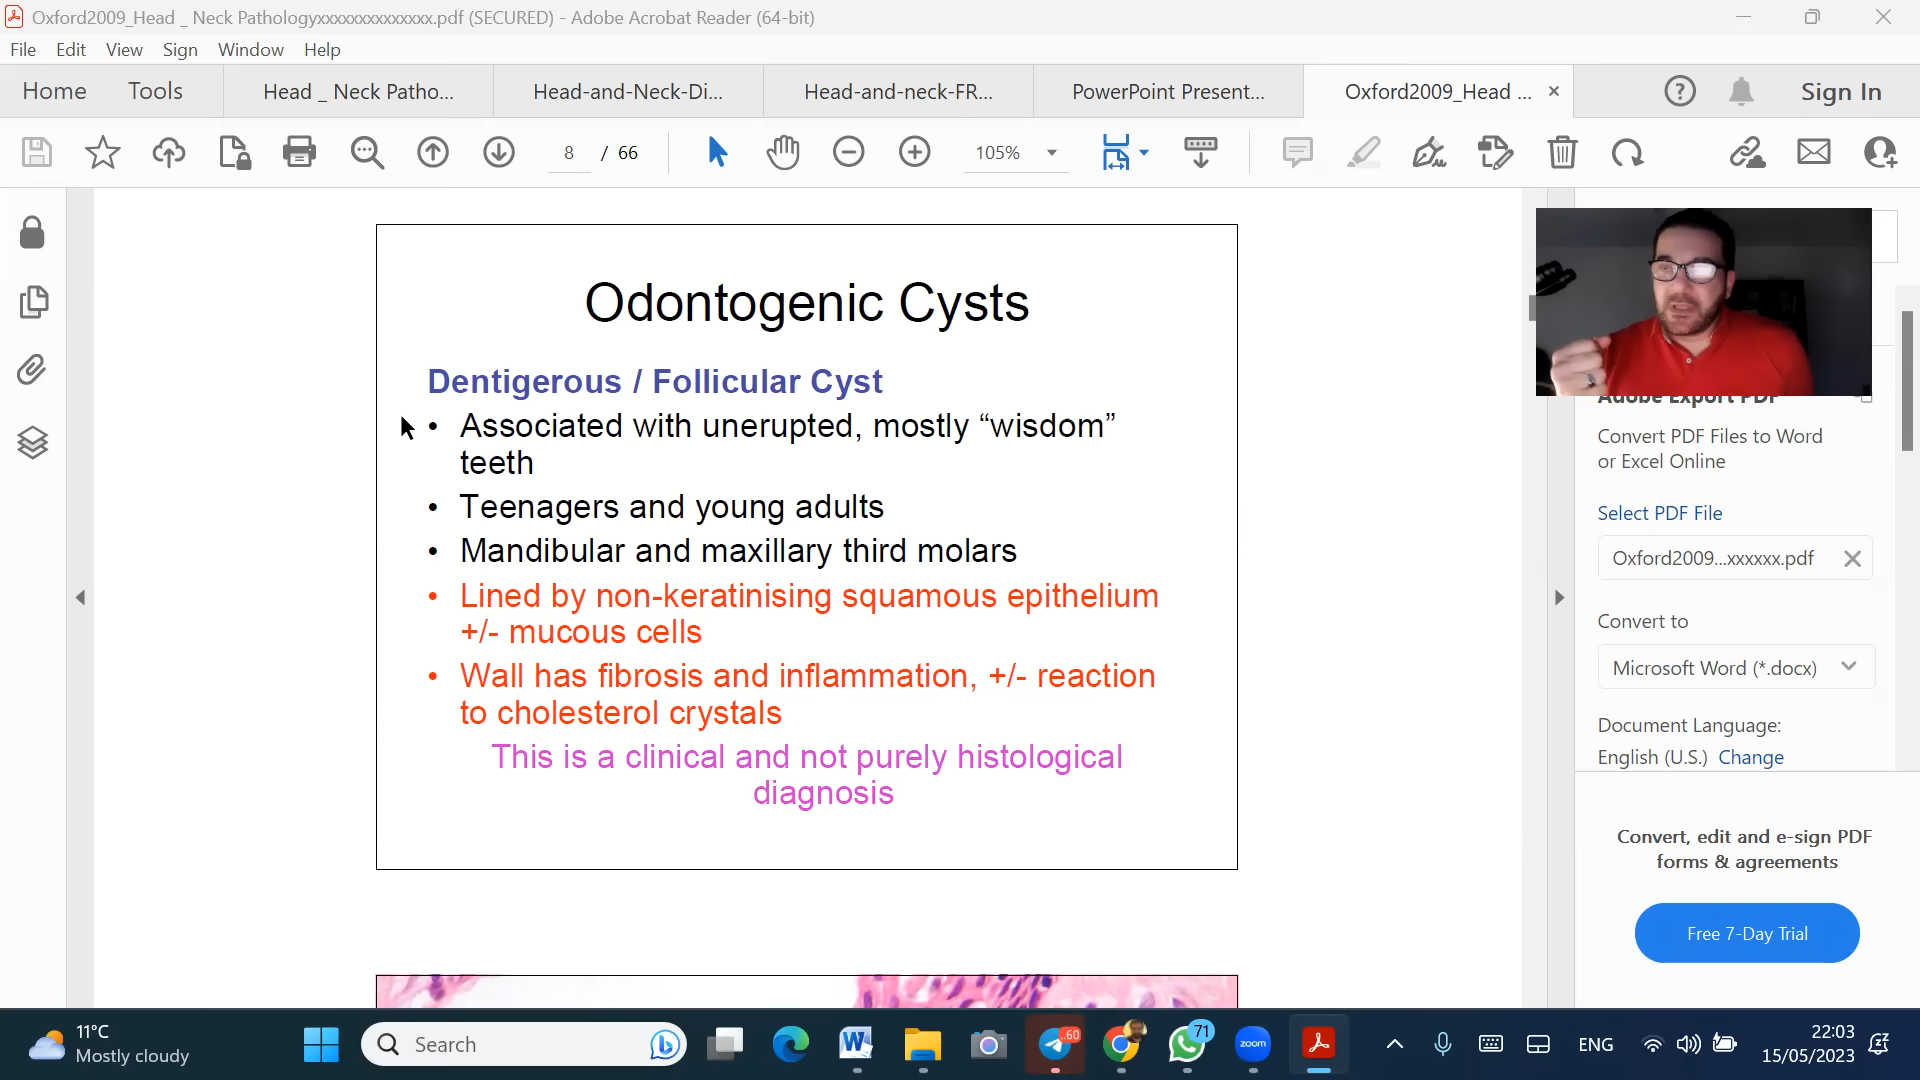 Oxford2009_Head _ Neck Pathologyxxxxxxxxxxxxxx.pdf (SECURED) - Adobe Acrobat Reader (64-bit)
File Edit View Sign Window Help
Home Tools Head _ Neck Patho... Head-and-Neck-Di... Head-and-neck-FR... PowerPoint Present... Oxford2009_Head ... × Sign In
8 / 66 105%
Odontogenic Cysts
Dentigerous / Follicular Cyst
• Associated with unerupted, mostly “wisdom”
teeth
• Teenagers and young adults
• Mandibular and maxillary third molars
• Lined by non-keratinising squamous epithelium
+/- mucous cells
• Wall has fibrosis and inflammation, +/- reaction
to cholesterol crystals
This is a clinical and not purely histological
diagnosis
Adobe Export PDF
Convert PDF Files to Word
or Excel Online
Select PDF File
Oxford2009...xxxxxx.pdf
Convert to
Microsoft Word (*.docx)
Document Language:
English (U.S.) Change
Convert, edit and e-sign PDF
forms & agreements
Free 7-Day Trial
11°C
Mostly cloudy
Search
..60
71
zoom
ENG
22:03
15/05/2023